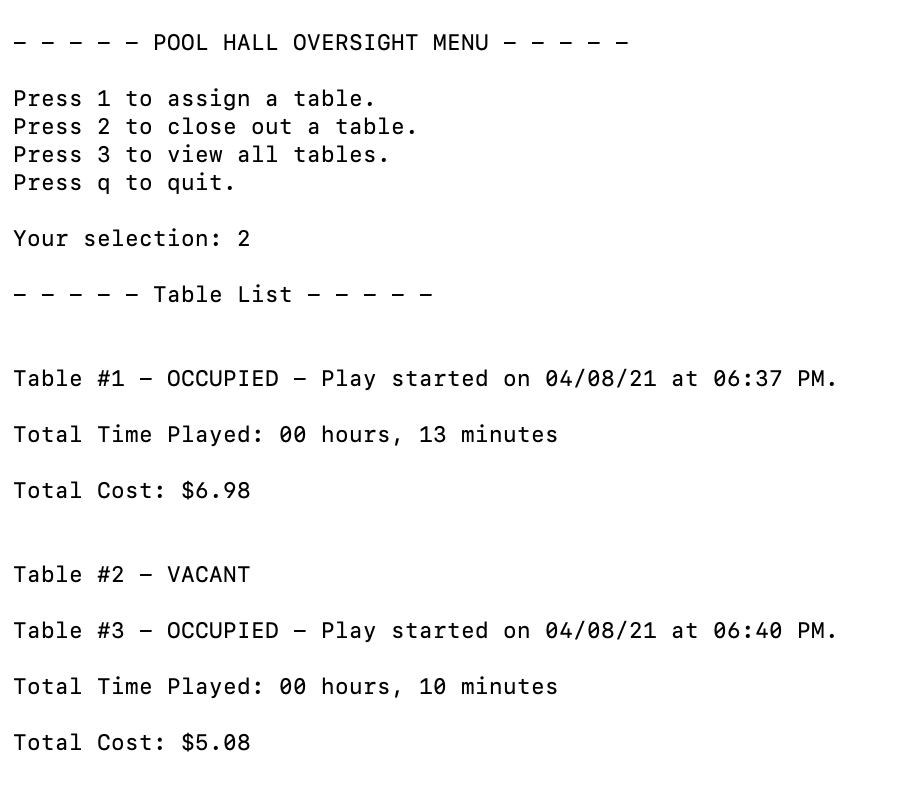 – – – – – POOL HALL OVERSIGHT MENU – – – – –
Press 1 to assign a table.
Press 2 to close out a table.
Press 3 to view all tables.
Press q to quit.
Your selection: 2
– – – – – Table List – – – – –
Table #1 – OCCUPIED – Play started on 04/08/21 at 06:37 PM.
Total Time Played: 00 hours, 13 minutes
Total Cost: $6.98
Table #2 – VACANT
Table #3 – OCCUPIED – Play started on 04/08/21 at 06:40 PM.
Total Time Played: 00 hours, 10 minutes
Total Cost: $5.08